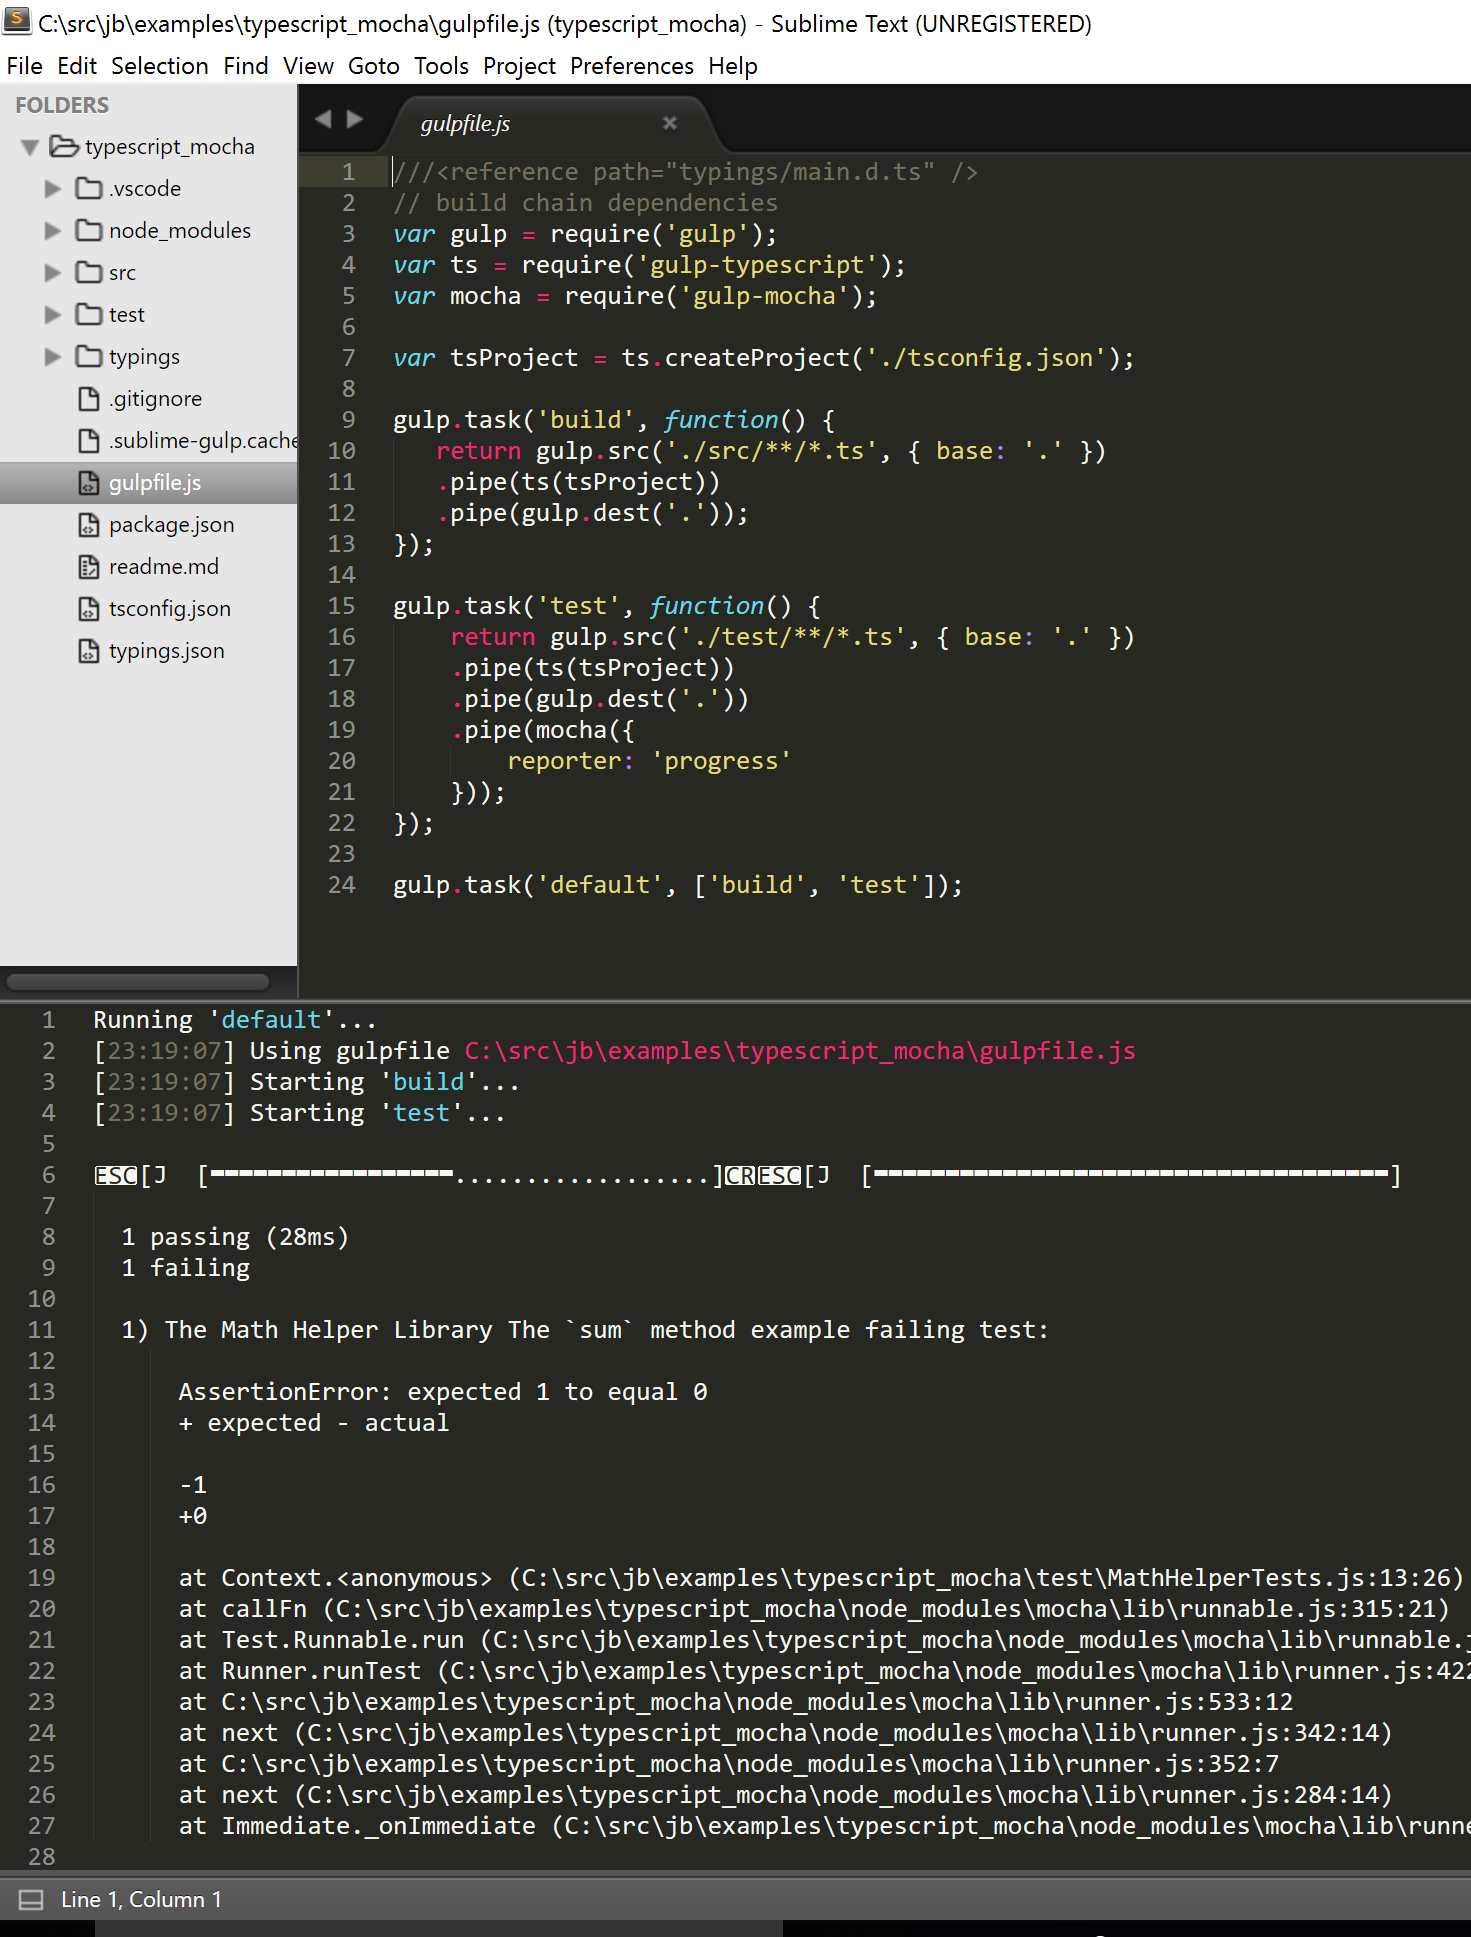 C:\src\jb\examples\typescript_mocha\gulpfile.js (typescript_mocha) - Sublime Text (UNREGISTERED)
File Edit Selection Find View Goto Tools Project Preferences Help
FOLDERS
typescript_mocha
.vscode
node_modules
src
test
typings
.gitignore
.sublime-gulp.cache
gulpfile.js
package.json
readme.md
tsconfig.json
typings.json
gulpfile.js
1 ///<reference path="typings/main.d.ts" />
2 // build chain dependencies
3 var gulp = require('gulp');
4 var ts = require('gulp-typescript');
5 var mocha = require('gulp-mocha');
6
7 var tsProject = ts.createProject('./tsconfig.json');
8
9 gulp.task('build', function() {
10 return gulp.src('./src/**/*.ts', { base: '.' })
11 .pipe(ts(tsProject))
12 .pipe(gulp.dest('.'));
13 });
14
15 gulp.task('test', function() {
16 return gulp.src('./test/**/*.ts', { base: '.' })
17 .pipe(ts(tsProject))
18 .pipe(gulp.dest('.'))
19 .pipe(mocha({
20 reporter: 'progress'
21 }));
22 });
23
24 gulp.task('default', ['build', 'test']);
1 Running 'default'...
2 [23:19:07] Using gulpfile C:\src\jb\examples\typescript_mocha\gulpfile.js
3 [23:19:07] Starting 'build'...
4 [23:19:07] Starting 'test'...
5
6 ESC[J [▬▬▬▬▬▬▬▬▬▬▬▬▬▬▬▬▬..................]CRESC[J [▬▬▬▬▬▬▬▬▬▬▬▬▬▬▬▬▬▬▬▬▬▬▬▬▬▬▬▬▬▬▬▬▬▬▬▬]
7
8 1 passing (28ms)
9 1 failing
10
11 1) The Math Helper Library The `sum` method example failing test:
12
13 AssertionError: expected 1 to equal 0
14 + expected - actual
15
16 -1
17 +0
18
19 at Context.<anonymous> (C:\src\jb\examples\typescript_mocha\test\MathHelperTests.js:13:26)
20 at callFn (C:\src\jb\examples\typescript_mocha\node_modules\mocha\lib\runnable.js:315:21)
21 at Test.Runnable.run (C:\src\jb\examples\typescript_mocha\node_modules\mocha\lib\runnable.j
22 at Runner.runTest (C:\src\jb\examples\typescript_mocha\node_modules\mocha\lib\runner.js:422
23 at C:\src\jb\examples\typescript_mocha\node_modules\mocha\lib\runner.js:533:12
24 at next (C:\src\jb\examples\typescript_mocha\node_modules\mocha\lib\runner.js:342:14)
25 at C:\src\jb\examples\typescript_mocha\node_modules\mocha\lib\runner.js:352:7
26 at next (C:\src\jb\examples\typescript_mocha\node_modules\mocha\lib\runner.js:284:14)
27 at Immediate._onImmediate (C:\src\jb\examples\typescript_mocha\node_modules\mocha\lib\runne
28
Line 1, Column 1